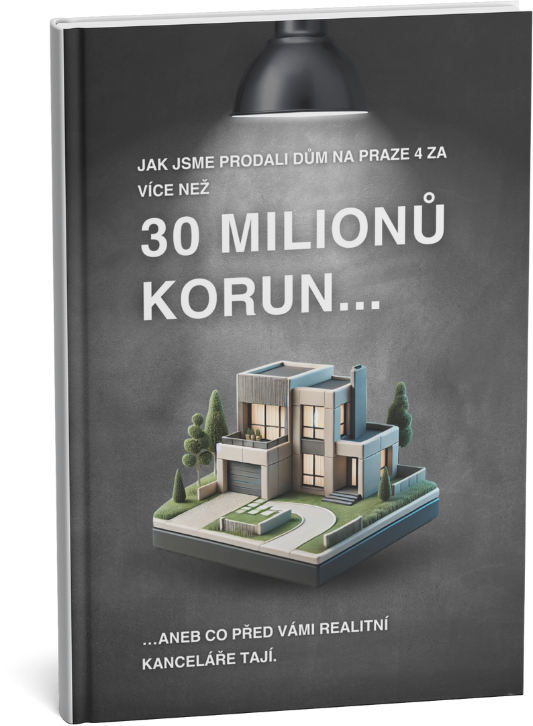 JAK JSME PRODALI DŮM NA PRAZE 4 ZA
VÍCE NEŽ
30 MILIONŮ
KORUN...
...ANEB CO PŘED VÁMI REALITNÍ
KANCELÁŘE TAJÍ.